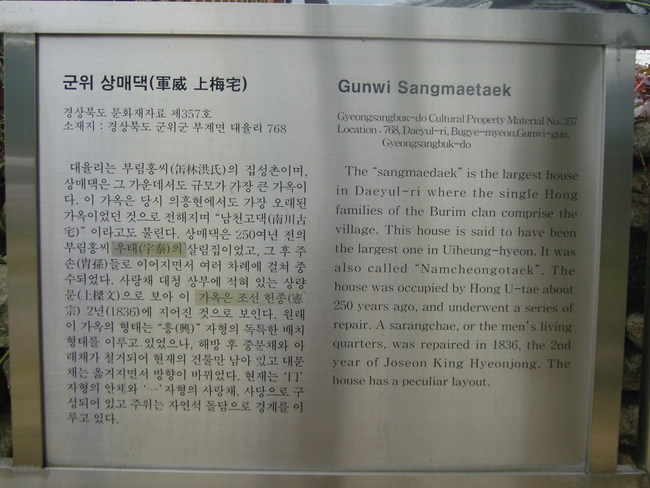 군위 상매댁(軍威 上梅宅)
경상북도 문화재자료 제357호
소재지 : 경상북도 군위군 부계면 대율리 768
대율리는 부림홍씨(缶林洪氏)의 집성촌이며,
상매댁은 그 가운데서도 규모가 가장 큰 가옥이
다. 이 가옥은 당시 의흥현에서도 가장 오래된
가옥이었던 것으로 전해지며 “남천고댁(南川古
宅)” 이라고도 불린다. 상매댁은 250여년 전의
부림홍씨 우태(宇泰)의 살림집이었고, 그 후 주
손(胄孫)들로 이어지면서 여러 차례에 걸쳐 중
수되었다. 사랑채 대청 상부에 적혀 있는 상량
문(上樑文)으로 보아 이 가옥은 조선 헌종(憲
宗) 2년(1836)에 지어진 것으로 보인다. 원래
이 가옥의 형태는 “흥(興)” 자형의 독특한 배치
형태를 이루고 있었으나, 해방 후 중문채와 아
래채가 철거되어 현재의 건물만 남아 있고 대문
채는 옮겨지면서 방향이 바뀌었다. 현재는 ‘冂’
자형의 안채와 ‘一’자형의 사랑채, 사당으로 구
성되어 있고 주위는 자연석 돌담으로 경계를 이
루고 있다.
Gunwi Sangmaetaek
Gyeongsangbuk-do Cultural Property Material No. 357
Location - 768, Daeyul-ri, Bugye-myeon,Gunwi-gun,
Gyeongsangbuk-do
The “sangmaedaek” is the largest house
in Daeyul-ri where the single Hong
families of the Burim clan comprise the
village. This house is said to have been
the largest one in Uiheung-hyeon. It was
also called “Namcheongotaek”. The
house was occupied by Hong U-tae about
250 years ago, and underwent a series of
repair. A sarangchae, or the men's living
quarters, was repaired in 1836, the 2nd
year of Joseon King Hyeonjong. The
house has a peculiar layout.